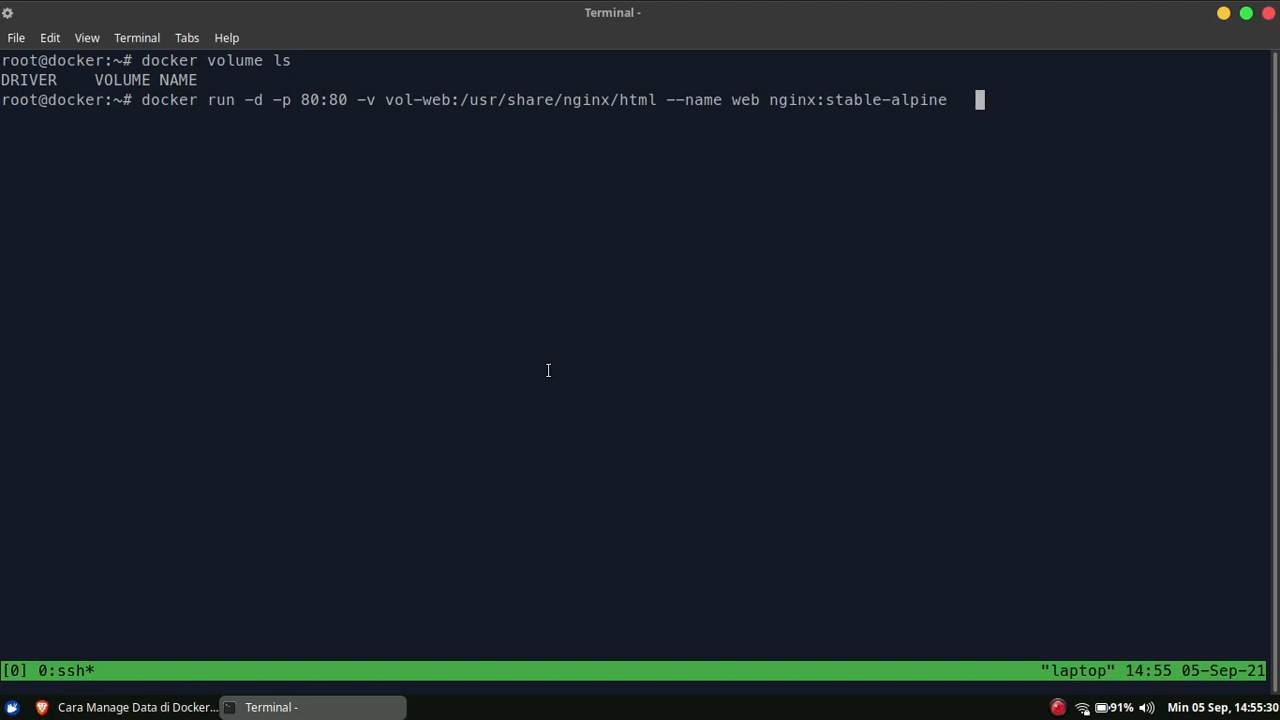 Terminal -
File Edit View Terminal Tabs Help
root@docker:~# docker volume ls
DRIVER    VOLUME NAME
root@docker:~# docker run -d -p 80:80 -v vol-web:/usr/share/nginx/html --name web nginx:stable-alpine
[0] 0:ssh* "laptop" 14:55 05-Sep-21
Cara Manage Data di Docker... Terminal - 91% Min 05 Sep, 14:55:30